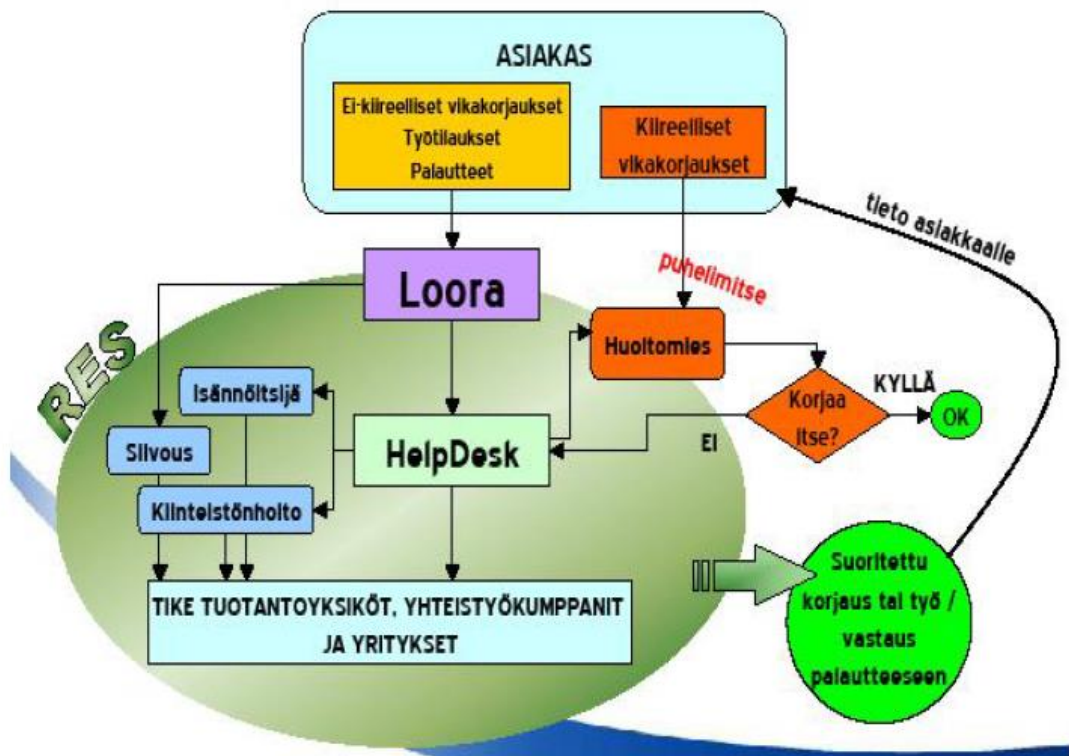 ASIAKAS
Ei-kiireelliset vikakorjaukset
Työtilaukset
Palautteet
Kiireelliset
vikakorjaukset
tieto asiakkaalle
puhelimitse
Loora
Huoltomies
RES
Isännöitsijä
Korjaa
itse?
KYLLÄ
OK
EI
Siivous
HelpDesk
Kiinteistönhoito
Suoritettu
korjaus tai työ /
vastaus
palautteeseen
TIKE TUOTANTOYKSIKÖT, YHTEISTYÖKUMPPANIT
JA YRITYKSET